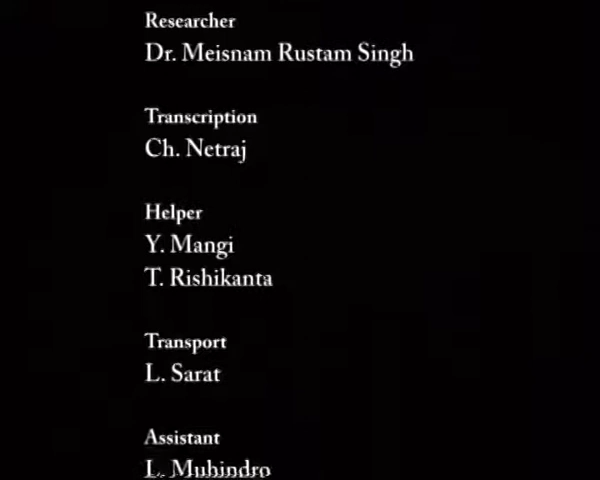 Researcher
Dr. Meisnam Rustam Singh
Transcription
Ch. Netraj
Helper
Y. Mangi
T. Rishikanta
Transport
L. Sarat
Assistant
L. Muhindro